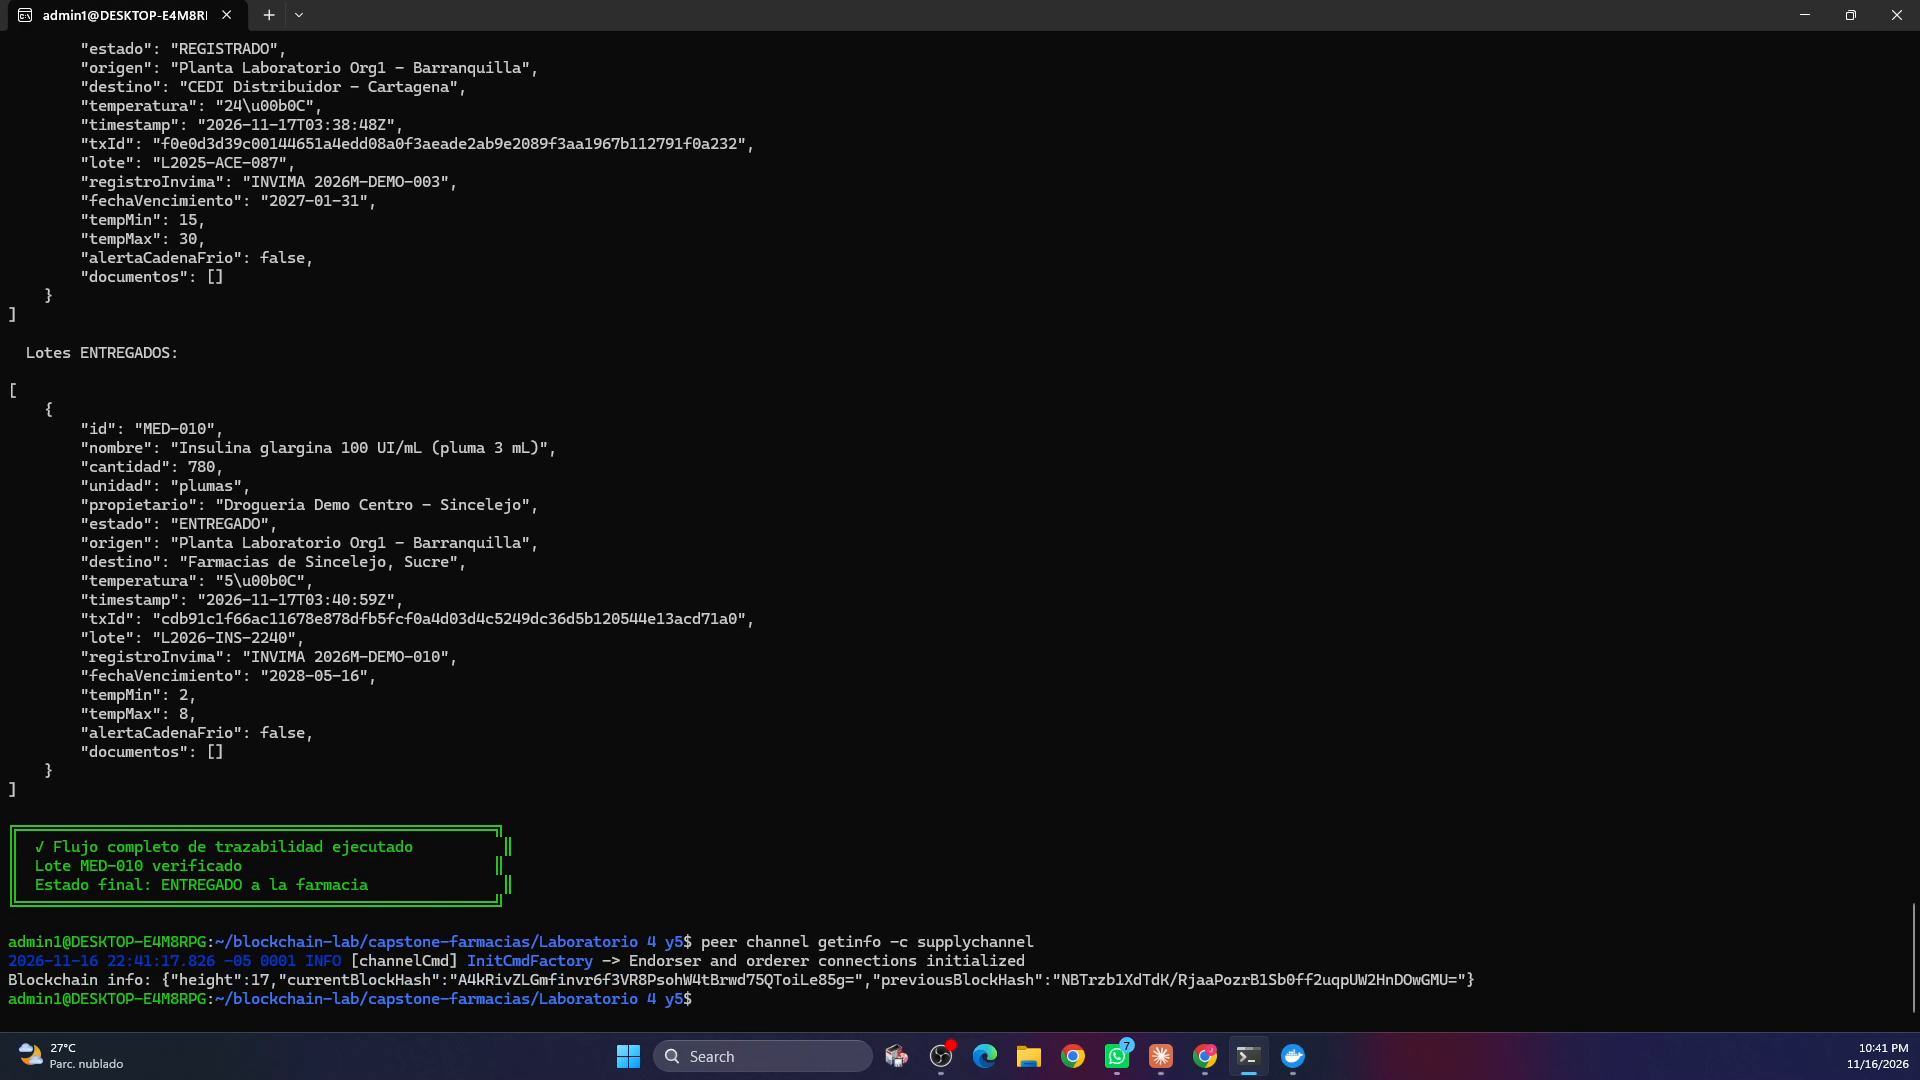 admin1@DESKTOP-E4M8RI
        "estado": "REGISTRADO",
        "origen": "Planta Laboratorio Org1 - Barranquilla",
        "destino": "CEDI Distribuidor - Cartagena",
        "temperatura": "24\u00b0C",
        "timestamp": "2026-11-17T03:38:48Z",
        "txId": "f0e0d3d39c00144651a4edd08a0f3aeade2ab9e2089f3aa1967b112791f0a232",
        "lote": "L2025-ACE-087",
        "registroInvima": "INVIMA 2026M-DEMO-003",
        "fechaVencimiento": "2027-01-31",
        "tempMin": 15,
        "tempMax": 30,
        "alertaCadenaFrio": false,
        "documentos": []
    }
]
  Lotes ENTREGADOS:
[
    {
        "id": "MED-010",
        "nombre": "Insulina glargina 100 UI/mL (pluma 3 mL)",
        "cantidad": 780,
        "unidad": "plumas",
        "propietario": "Drogueria Demo Centro - Sincelejo",
        "estado": "ENTREGADO",
        "origen": "Planta Laboratorio Org1 - Barranquilla",
        "destino": "Farmacias de Sincelejo, Sucre",
        "temperatura": "5\u00b0C",
        "timestamp": "2026-11-17T03:40:59Z",
        "txId": "cdb91c1f66ac11678e878dfb5fcf0a4d03d4c5249dc36d5b120544e13acd71a0",
        "lote": "L2026-INS-2240",
        "registroInvima": "INVIMA 2026M-DEMO-010",
        "fechaVencimiento": "2028-05-16",
        "tempMin": 2,
        "tempMax": 8,
        "alertaCadenaFrio": false,
        "documentos": []
    }
]
√ Flujo completo de trazabilidad ejecutado
Lote MED-010 verificado
Estado final: ENTREGADO a la farmacia
admin1@DESKTOP-E4M8RPG:~/blockchain-lab/capstone-farmacias/Laboratorio 4 y5$ peer channel getinfo -c supplychannel
2026-11-16 22:41:17.826 -05 0001 INFO [channelCmd] InitCmdFactory -> Endorser and orderer connections initialized
Blockchain info: {"height":17,"currentBlockHash":"A4kRivZLGmfinvr6f3VR8PsohW4tBrwd75QToiLe85g=","previousBlockHash":"NBTrzb1XdTdK/RjaaPozrB1Sb0ff2uqpUW2HnDOwGMU="}
admin1@DESKTOP-E4M8RPG:~/blockchain-lab/capstone-farmacias/Laboratorio 4 y5$
27°C
Parc. nublado
Search
7
10:41 PM
11/16/2026